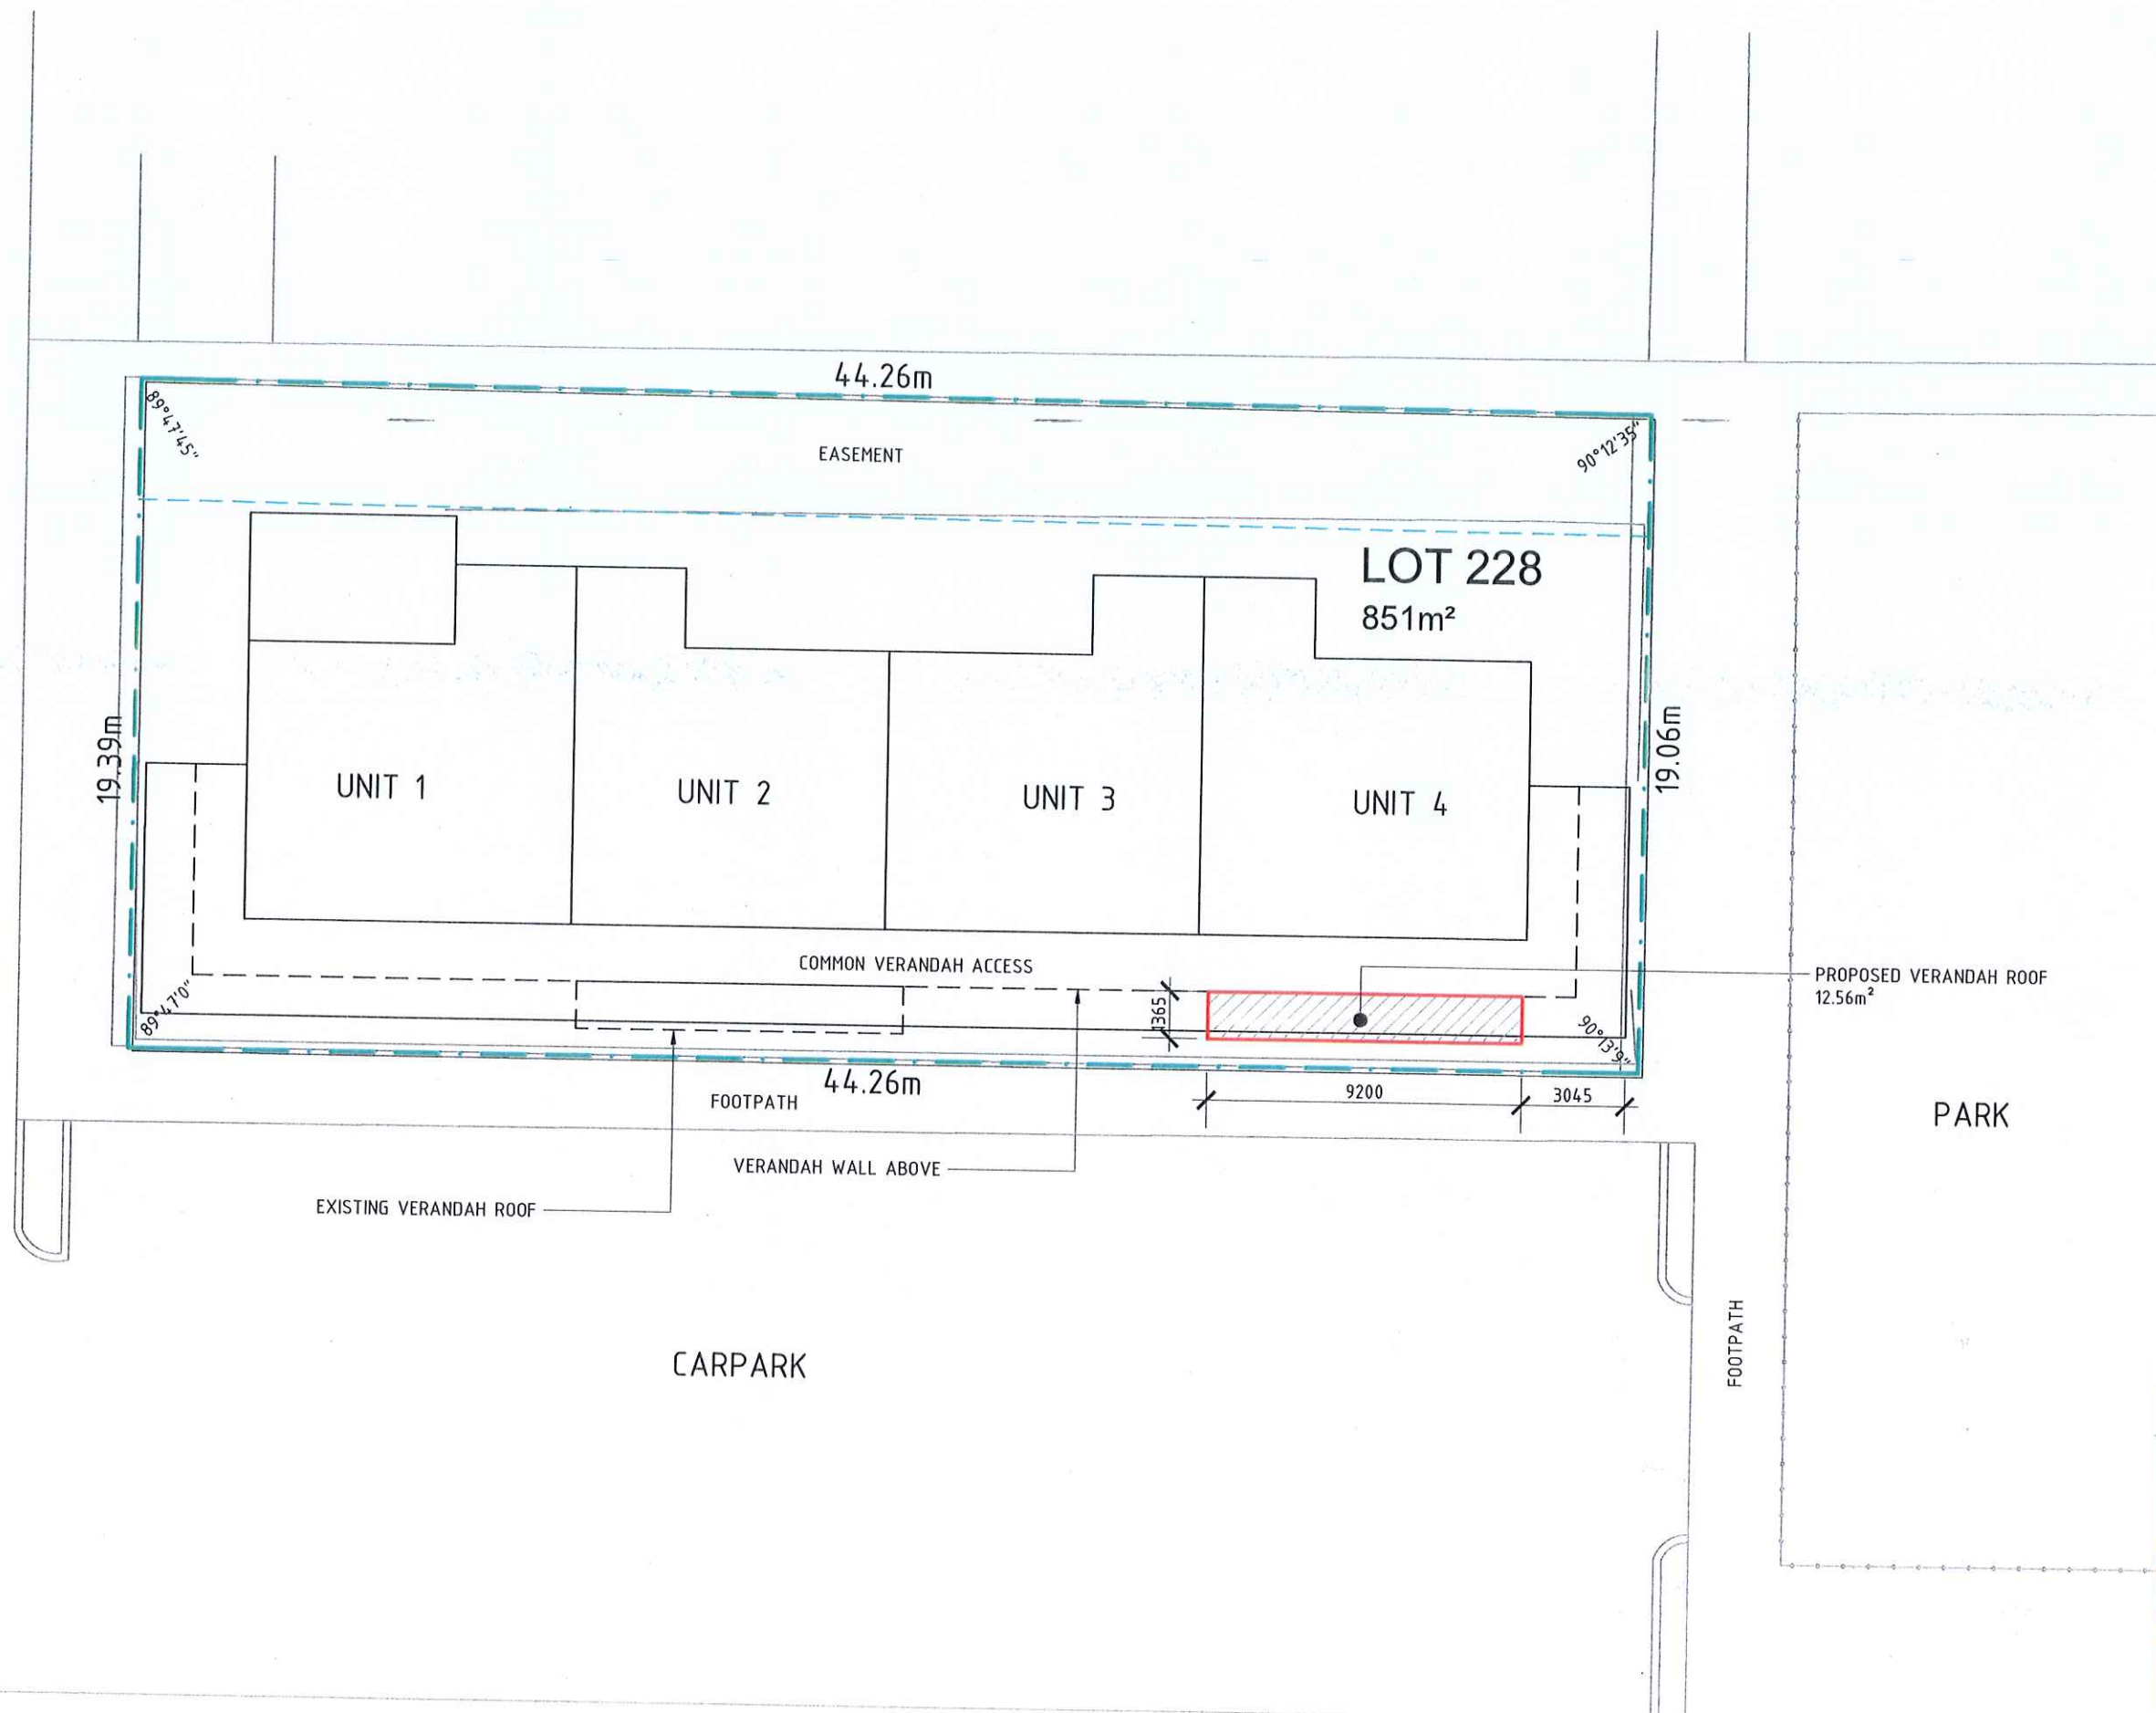 44.26m
89°47'45"
90°12'35"
EASEMENT
LOT 228
851m²
19.39m
19.06m
UNIT 1
UNIT 2
UNIT 3
UNIT 4
COMMON VERANDAH ACCESS
PROPOSED VERANDAH ROOF
12.56m²
1365
89°47'0"
90°13'9"
44.26m
9200
3045
FOOTPATH
PARK
VERANDAH WALL ABOVE
EXISTING VERANDAH ROOF
FOOTPATH
CARPARK